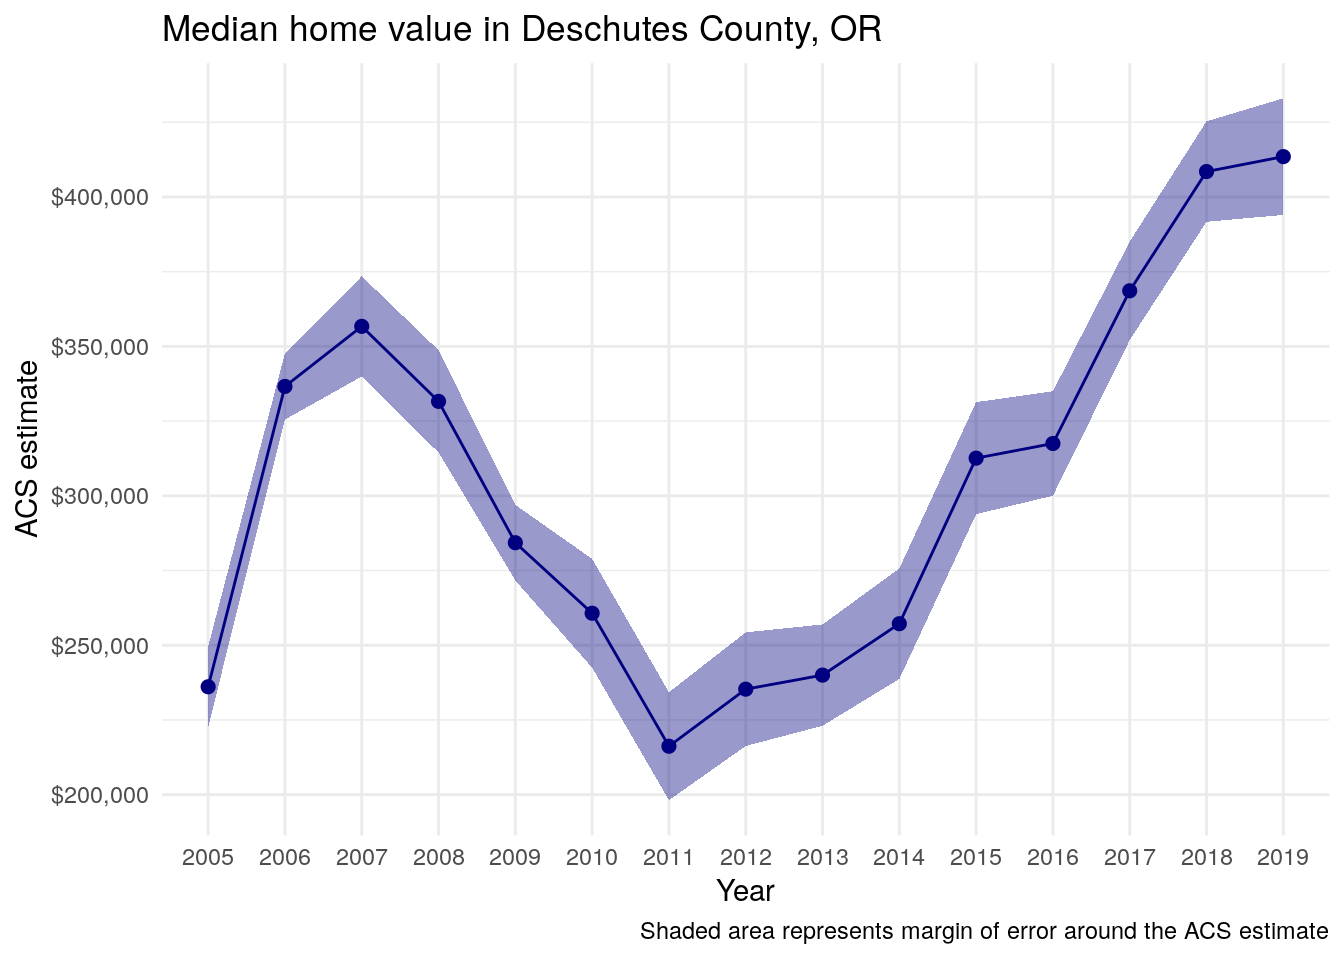 Median home value in Deschutes County, OR
ACS estimate
$400,000
$350,000
$300,000
$250,000
$200,000
2005 2006 2007 2008 2009 2010 2011 2012 2013 2014 2015 2016 2017 2018 2019
Year
Shaded area represents margin of error around the ACS estimate